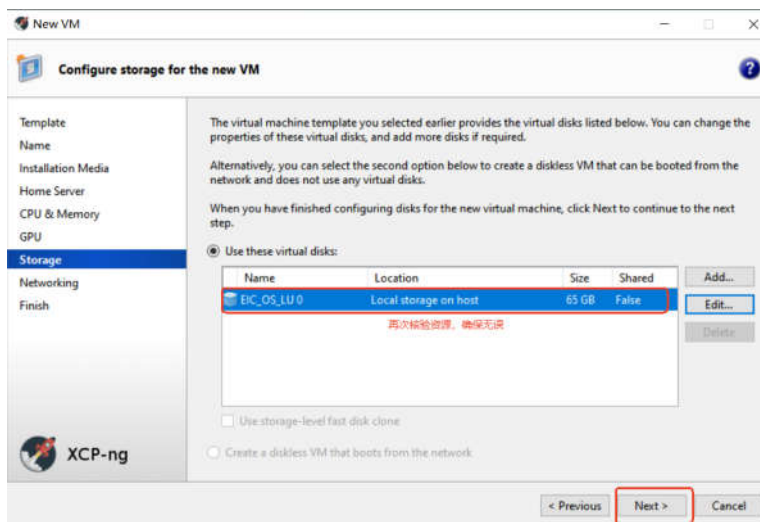 New VM
Configure storage for the new VM
Template
Name
Installation Media
Home Server
CPU & Memory
GPU
Storage
Networking
Finish
The virtual machine template you selected earlier provides the virtual disks listed below. You can change the
properties of these virtual disks, and add more disks if required.
Alternatively, you can select the second option below to create a diskless VM that can be booted from the
network and does not use any virtual disks.
When you have finished configuring disks for the new virtual machine, click Next to continue to the next
step.
Use these virtual disks:
Name Location Size Shared
EIC_OS_LU 0 Local storage on host 65 GB False
再次核验资源，确保无误
Add...
Edit...
Delete
Use storage-level fast disk clone
Create a diskless VM that boots from the network
XCP-ng
< Previous Next > Cancel